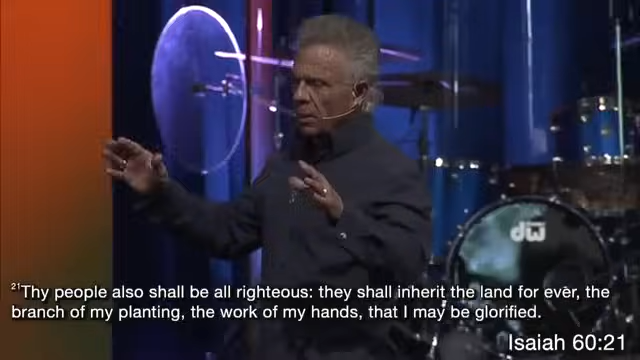 ²¹Thy people also shall be all righteous: they shall inherit the land for ever, the
branch of my planting, the work of my hands, that I may be glorified.
Isaiah 60:21
dw